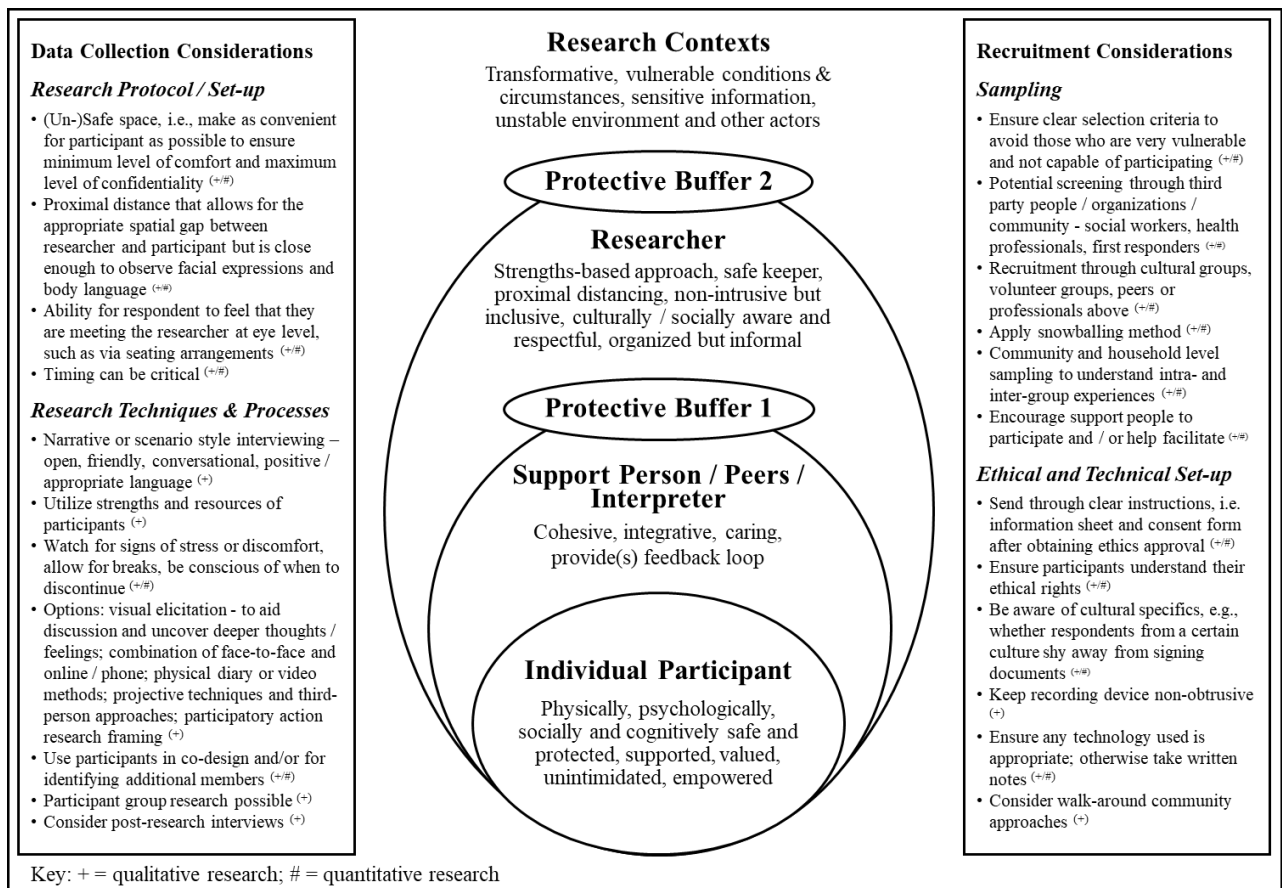 Data Collection Considerations
Research Protocol / Set-up
• (Un-)Safe space, i.e., make as convenient
for participant as possible to ensure
minimum level of comfort and maximum
level of confidentiality (+/#)
• Proximal distance that allows for the
appropriate spatial gap between
researcher and participant but is close
enough to observe facial expressions and
body language (+/#)
• Ability for respondent to feel that they
are meeting the researcher at eye level,
such as via seating arrangements (+/#)
• Timing can be critical (+/#)
Research Techniques & Processes
• Narrative or scenario style interviewing –
open, friendly, conversational, positive /
appropriate language (+)
• Utilize strengths and resources of
participants (+)
• Watch for signs of stress or discomfort,
allow for breaks, be conscious of when to
discontinue (+/#)
• Options: visual elicitation - to aid
discussion and uncover deeper thoughts /
feelings; combination of face-to-face and
online / phone; physical diary or video
methods; projective techniques and third-
person approaches; participatory action
research framing (+)
• Use participants in co-design and/or for
identifying additional members (+/#)
• Participant group research possible (+)
• Consider post-research interviews (+)
Research Contexts
Transformative, vulnerable conditions &
circumstances, sensitive information,
unstable environment and other actors
Protective Buffer 2
Researcher
Strengths-based approach, safe keeper,
proximal distancing, non-intrusive but
inclusive, culturally / socially aware and
respectful, organized but informal
Protective Buffer 1
Support Person / Peers /
Interpreter
Cohesive, integrative, caring,
provide(s) feedback loop
Individual Participant
Physically, psychologically,
socially and cognitively safe and
protected, supported, valued,
unintimidated, empowered
Recruitment Considerations
Sampling
• Ensure clear selection criteria to
avoid those who are very vulnerable
and not capable of participating (+/#)
• Potential screening through third
party people / organizations /
community - social workers, health
professionals, first responders (+/#)
• Recruitment through cultural groups,
volunteer groups, peers or
professionals above (+/#)
• Apply snowballing method (+/#)
• Community and household level
sampling to understand intra- and
inter-group experiences (+/#)
• Encourage support people to
participate and / or help facilitate (+/#)
Ethical and Technical Set-up
• Send through clear instructions, i.e.
information sheet and consent form
after obtaining ethics approval (+/#)
• Ensure participants understand their
ethical rights (+/#)
• Be aware of cultural specifics, e.g.,
whether respondents from a certain
culture shy away from signing
documents (+/#)
• Keep recording device non-obtrusive
(+)
• Ensure any technology used is
appropriate; otherwise take written
notes (+/#)
• Consider walk-around community
approaches (+)
Key: + = qualitative research; # = quantitative research